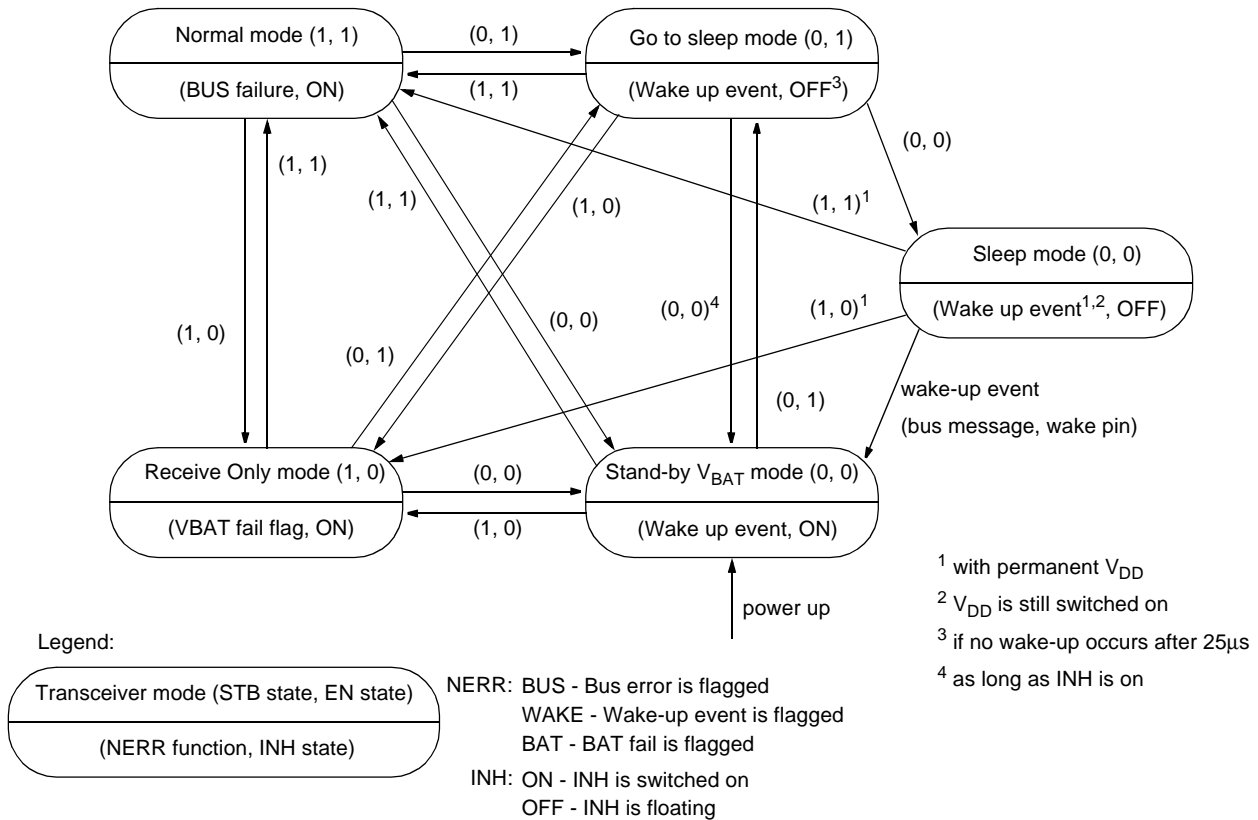 Normal mode (1, 1)
(BUS failure, ON)
(0, 1)
(1, 1)
Go to sleep mode (0, 1)
(Wake up event, OFF³)
(0, 0)
(1, 1)
(1, 1)
(1, 0)
(1, 1)¹
Sleep mode (0, 0)
(Wake up event¹,², OFF)
(1, 0)
(0, 1)
(0, 0)
(0, 0)⁴
(1, 0)¹
(0, 1)
wake-up event
(bus message, wake pin)
Receive Only mode (1, 0)
(VBAT fail flag, ON)
(0, 0)
(1, 0)
Stand-by VBAT mode (0, 0)
(Wake up event, ON)
power up
¹ with permanent VDD
² VDD is still switched on
³ if no wake-up occurs after 25μs
⁴ as long as INH is on
Legend:
Transceiver mode (STB state, EN state)
(NERR function, INH state)
NERR: BUS - Bus error is flagged
WAKE - Wake-up event is flagged
BAT - BAT fail is flagged
INH: ON - INH is switched on
OFF - INH is floating